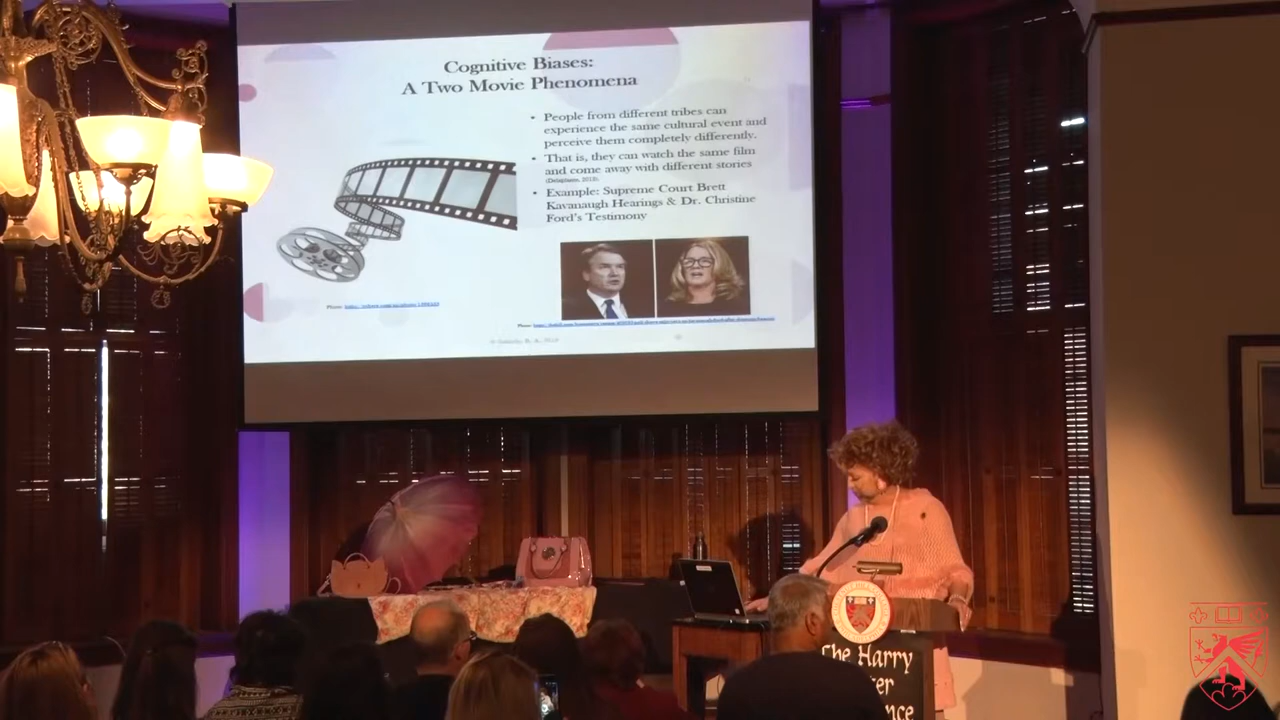 Cognitive Biases:
A Two Movie Phenomena
• People from different tribes can
experience the same cultural event and
perceive them completely differently.
• That is, they can watch the same film
and come away with different stories
• Example: Supreme Court Brett
Kavanaugh Hearings & Dr. Christine
Ford's Testimony
Photo:
Photo:
The Harry